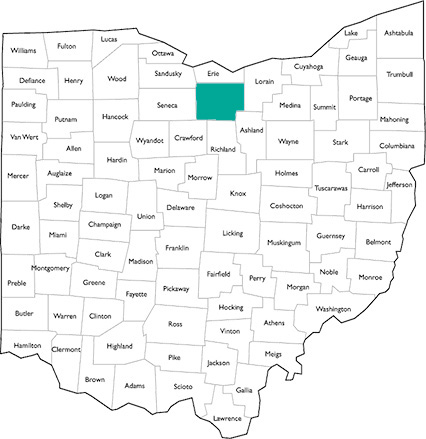 Lake
Ashtabula
Lucas
Fulton
Williams
Ottawa
Geauga
Cuyahoga
Erie
Sandusky
Wood
Trumbull
Defiance
Henry
Lorain
Portage
Paulding
Seneca
Medina
Summit
Hancock
Putnam
Mahoning
Ashland
Van Wert
Crawford
Wyandot
Wayne
Stark
Columbiana
Allen
Richland
Hardin
Carroll
Mercer
Auglaize
Marion
Morrow
Holmes
Jefferson
Tuscarawas
Knox
Logan
Shelby
Coshocton
Harrison
Delaware
Union
Champaign
Darke
Miami
Licking
Guernsey
Muskingum
Belmont
Franklin
Clark
Madison
Montgomery
Fairfield
Noble
Perry
Monroe
Preble
Greene
Morgan
Pickaway
Fayette
Hocking
Washington
Butler
Warren
Clinton
Ross
Athens
Vinton
Hamilton
Clermont
Highland
Meigs
Pike
Jackson
Brown
Adams
Scioto
Gallia
Lawrence